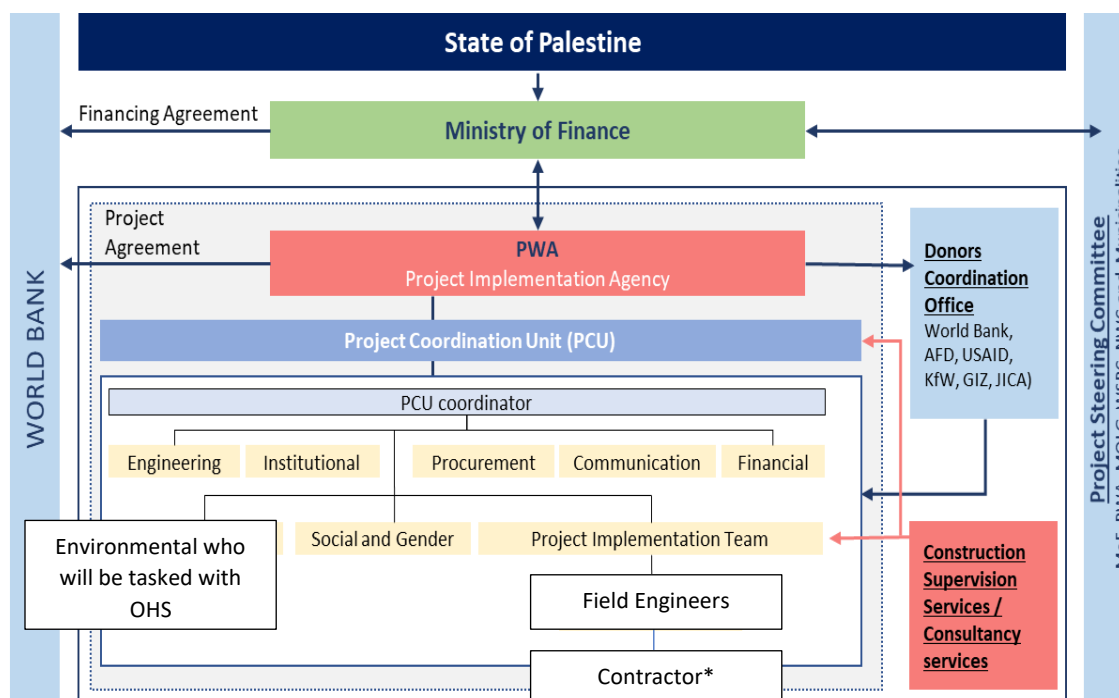 State of Palestine
Financing Agreement
Ministry of Finance
Project
Agreement
PWA
Project Implementation Agency
Donors
Coordination
Office
World Bank,
AFD, USAID,
KfW, GIZ, JICA)
Project Coordination Unit (PCU)
PCU coordinator
Engineering
Institutional
Procurement
Communication
Financial
Environmental who
will be tasked with
OHS
Social and Gender
Project Implementation Team
Field Engineers
Contractor*
Construction
Supervision
Services /
Consultancy
services
WORLD BANK
Project Steering Committee